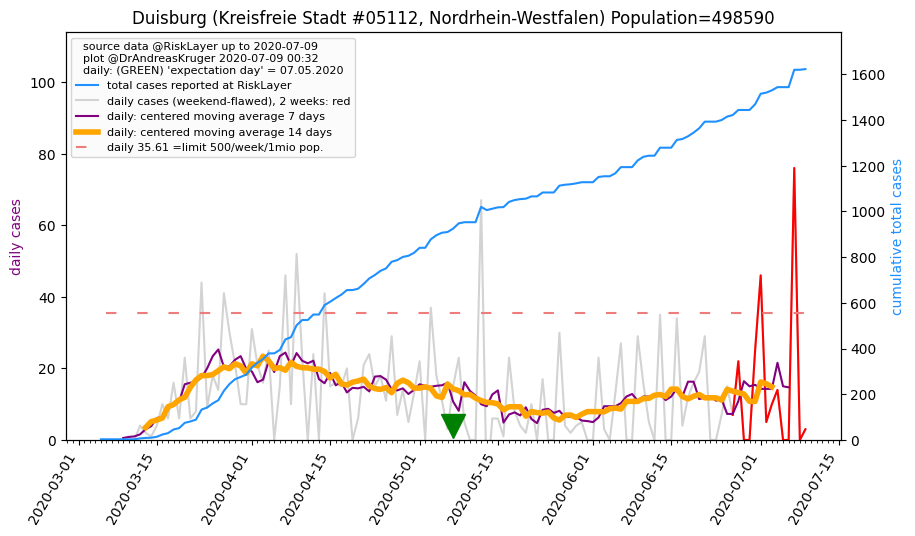 Duisburg (Kreisfreie Stadt #05112, Nordrhein-Westfalen) Population=498590
source data @RiskLayer up to 2020-07-09
plot @DrAndreasKruger 2020-07-09 00:32
daily: (GREEN) 'expectation day' = 07.05.2020
total cases reported at RiskLayer
daily cases (weekend-flawed), 2 weeks: red
daily: centered moving average 7 days
daily: centered moving average 14 days
daily 35.61 =limit 500/week/1mio pop.
daily cases
100
80
60
40
20
0
cumulative total cases
1600
1400
1200
1000
800
600
400
200
0
2020-03-01
2020-03-15
2020-04-01
2020-04-15
2020-05-01
2020-05-15
2020-06-01
2020-06-15
2020-07-01
2020-07-15